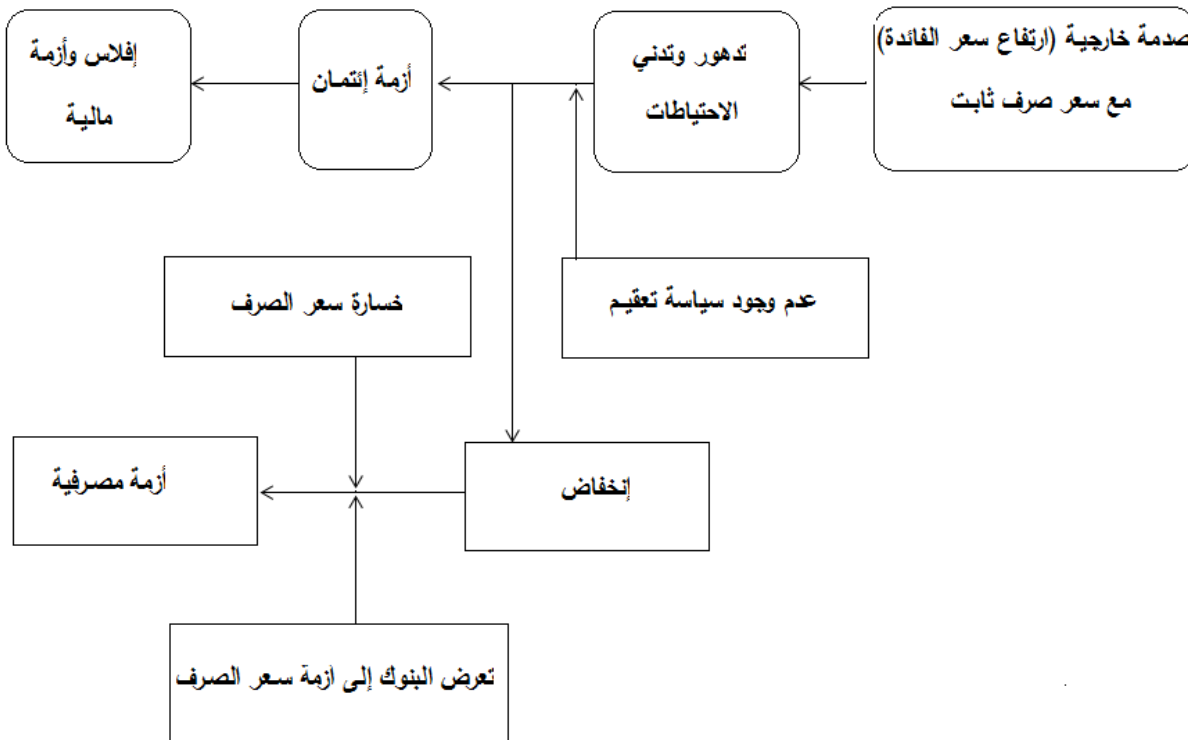 صدمة خارجية (ارتفاع سعر الفائدة)
مع سعر صرف ثابت
تدهور وتدني
الاحتياطات
أزمة إئتمان
إفلاس وأزمة
مالية
عدم وجود سياسة تعقيم
خسارة سعر الصرف
إنخفاض
أزمة مصرفية
تعرض البنوك إلى أزمة سعر الصرف